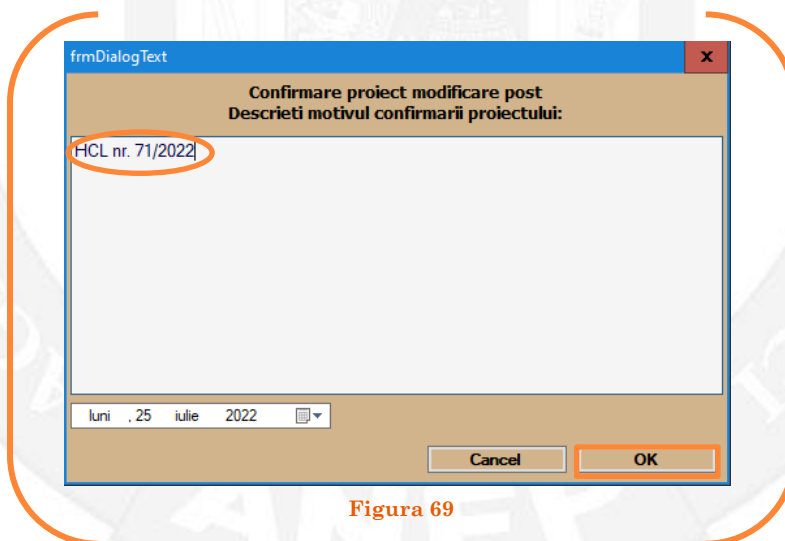 frmDialogText
x
Confirmare proiect modificare post
Descrieti motivul confirmarii proiectului:
HCL nr. 71/2022
luni , 25 iulie 2022
Cancel OK
Figura 69